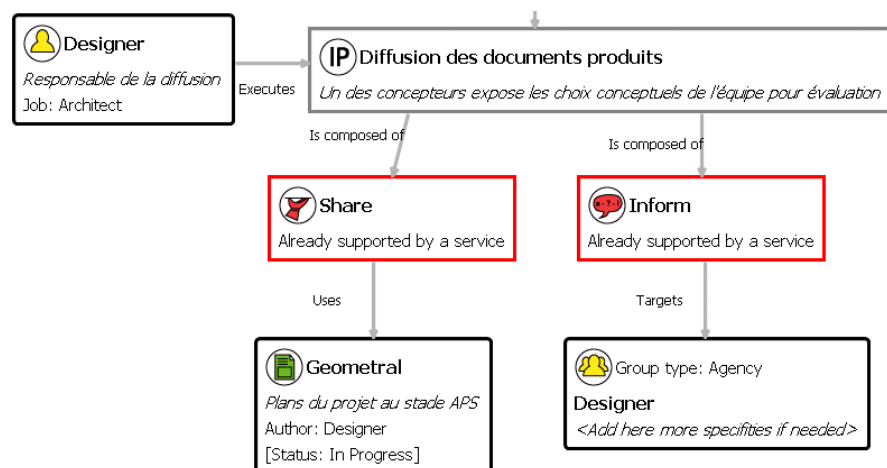 Designer
Responsable de la diffusion
Job: Architect
Executes
IP Diffusion des documents produits
Un des concepteurs expose les choix conceptuels de l'équipe pour évaluation
Is composed of
Is composed of
Share
Already supported by a service
Inform
Already supported by a service
Uses
Targets
Geometral
Plans du projet au stade APS
Author: Designer
[Status: In Progress]
Group type: Agency
Designer
<Add here more specifities if needed>